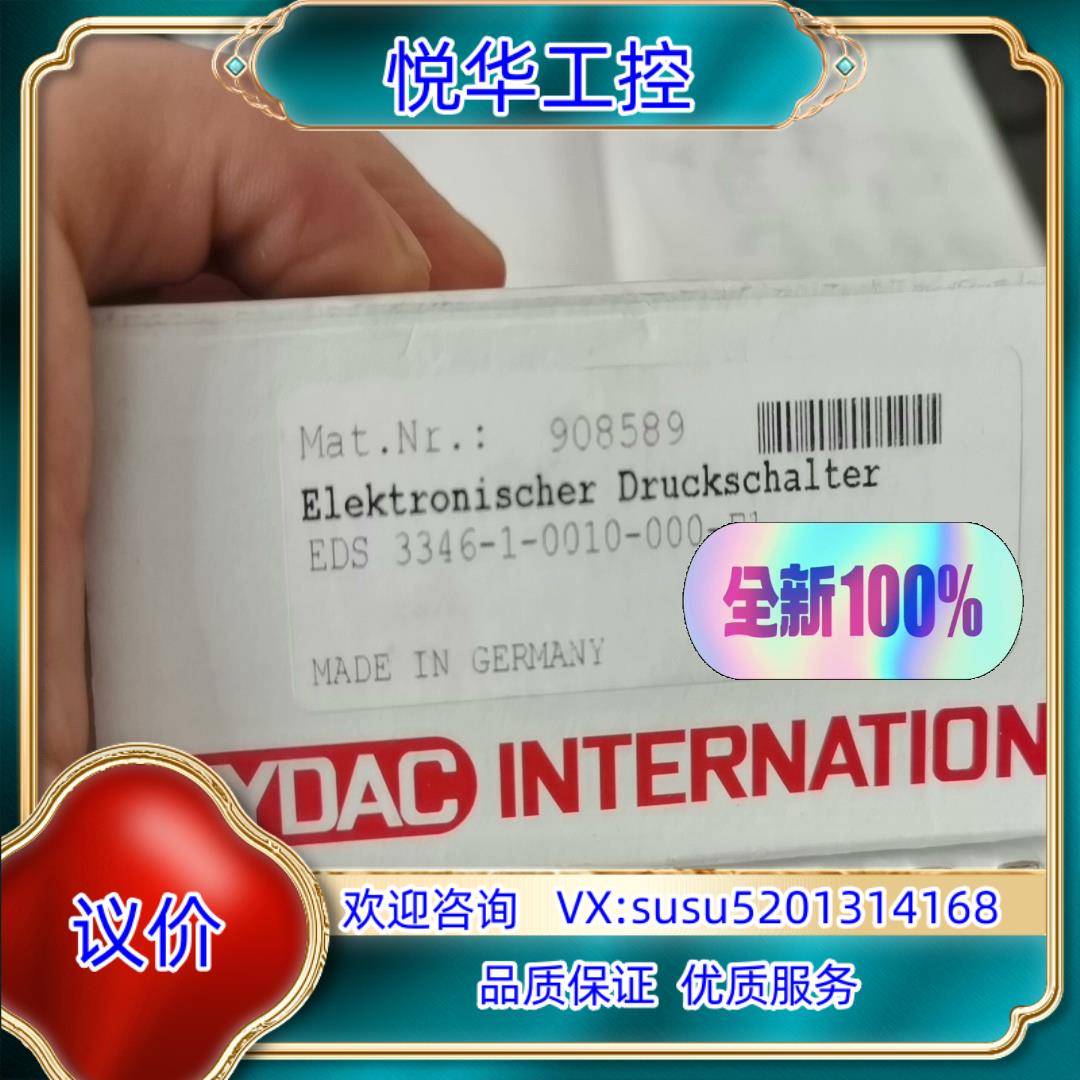 悦华工控
Mat.Nr.: 908589
Elektronischer Druckschalter
EDS 3346-1-0010-000-
全新100%
MADE IN GERMANY
YDAC INTERNATION
议价
欢迎咨询 VX:susu5201314168
品质保证 优质服务